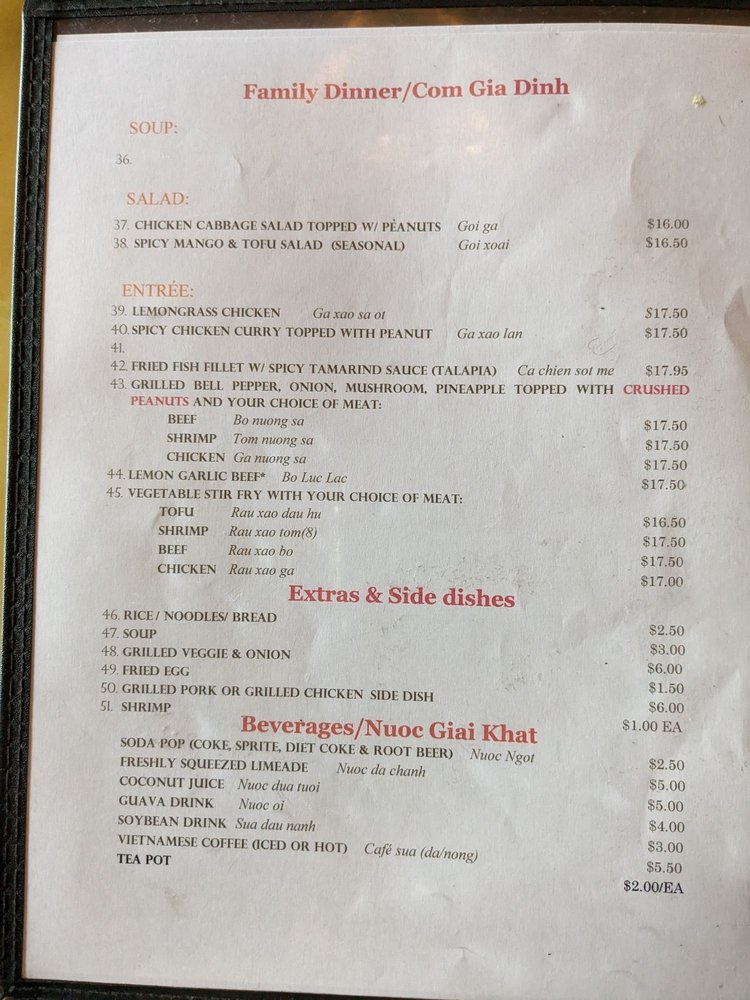 Family Dinner/Com Gia Dinh
SOUP:
36.
SALAD:
37. CHICKEN CABBAGE SALAD TOPPED W/ PEANUTS Goi ga $16.00
38. SPICY MANGO & TOFU SALAD (SEASONAL) Goi xoai $16.50
ENTRÉE:
39. LEMONGRASS CHICKEN Ga xao sa ot $17.50
40. SPICY CHICKEN CURRY TOPPED WITH PEANUT Ga xao lan $17.50
41.
42. FRIED FISH FILLET W/ SPICY TAMARIND SAUCE (TALAPIA) Ca chien sot me $17.95
43. GRILLED BELL PEPPER, ONION, MUSHROOM, PINEAPPLE TOPPED WITH CRUSHED
PEANUTS AND YOUR CHOICE OF MEAT:
BEEF Bo nuong sa $17.50
SHRIMP Tom nuong sa $17.50
CHICKEN Ga nuong sa $17.50
44. LEMON GARLIC BEEF* Bo Luc Lac $17.50
45. VEGETABLE STIR FRY WITH YOUR CHOICE OF MEAT:
TOFU Rau xao dau hu $16.50
SHRIMP Rau xao tom(8) $17.50
BEEF Rau xao bo $17.50
CHICKEN Rau xao ga $17.00
Extras & Side dishes
46. RICE / NOODLES/ BREAD $2.50
47. SOUP $3.00
48. GRILLED VEGGIE & ONION $6.00
49. FRIED EGG $1.50
50. GRILLED PORK OR GRILLED CHICKEN SIDE DISH $6.00
51. SHRIMP $1.00 EA
Beverages/Nuoc Giai Khat
SODA POP (COKE, SPRITE, DIET COKE & ROOT BEER) Nuoc Ngot $2.50
FRESHLY SQUEEZED LIMEADE Nuoc da chanh $5.00
COCONUT JUICE Nuoc dua tuoi $5.00
GUAVA DRINK Nuoc oi $4.00
SOYBEAN DRINK Sua dau nanh $3.00
VIETNAMESE COFFEE (ICED OR HOT) Café sua (da/nong) $5.50
TEA POT $2.00/EA